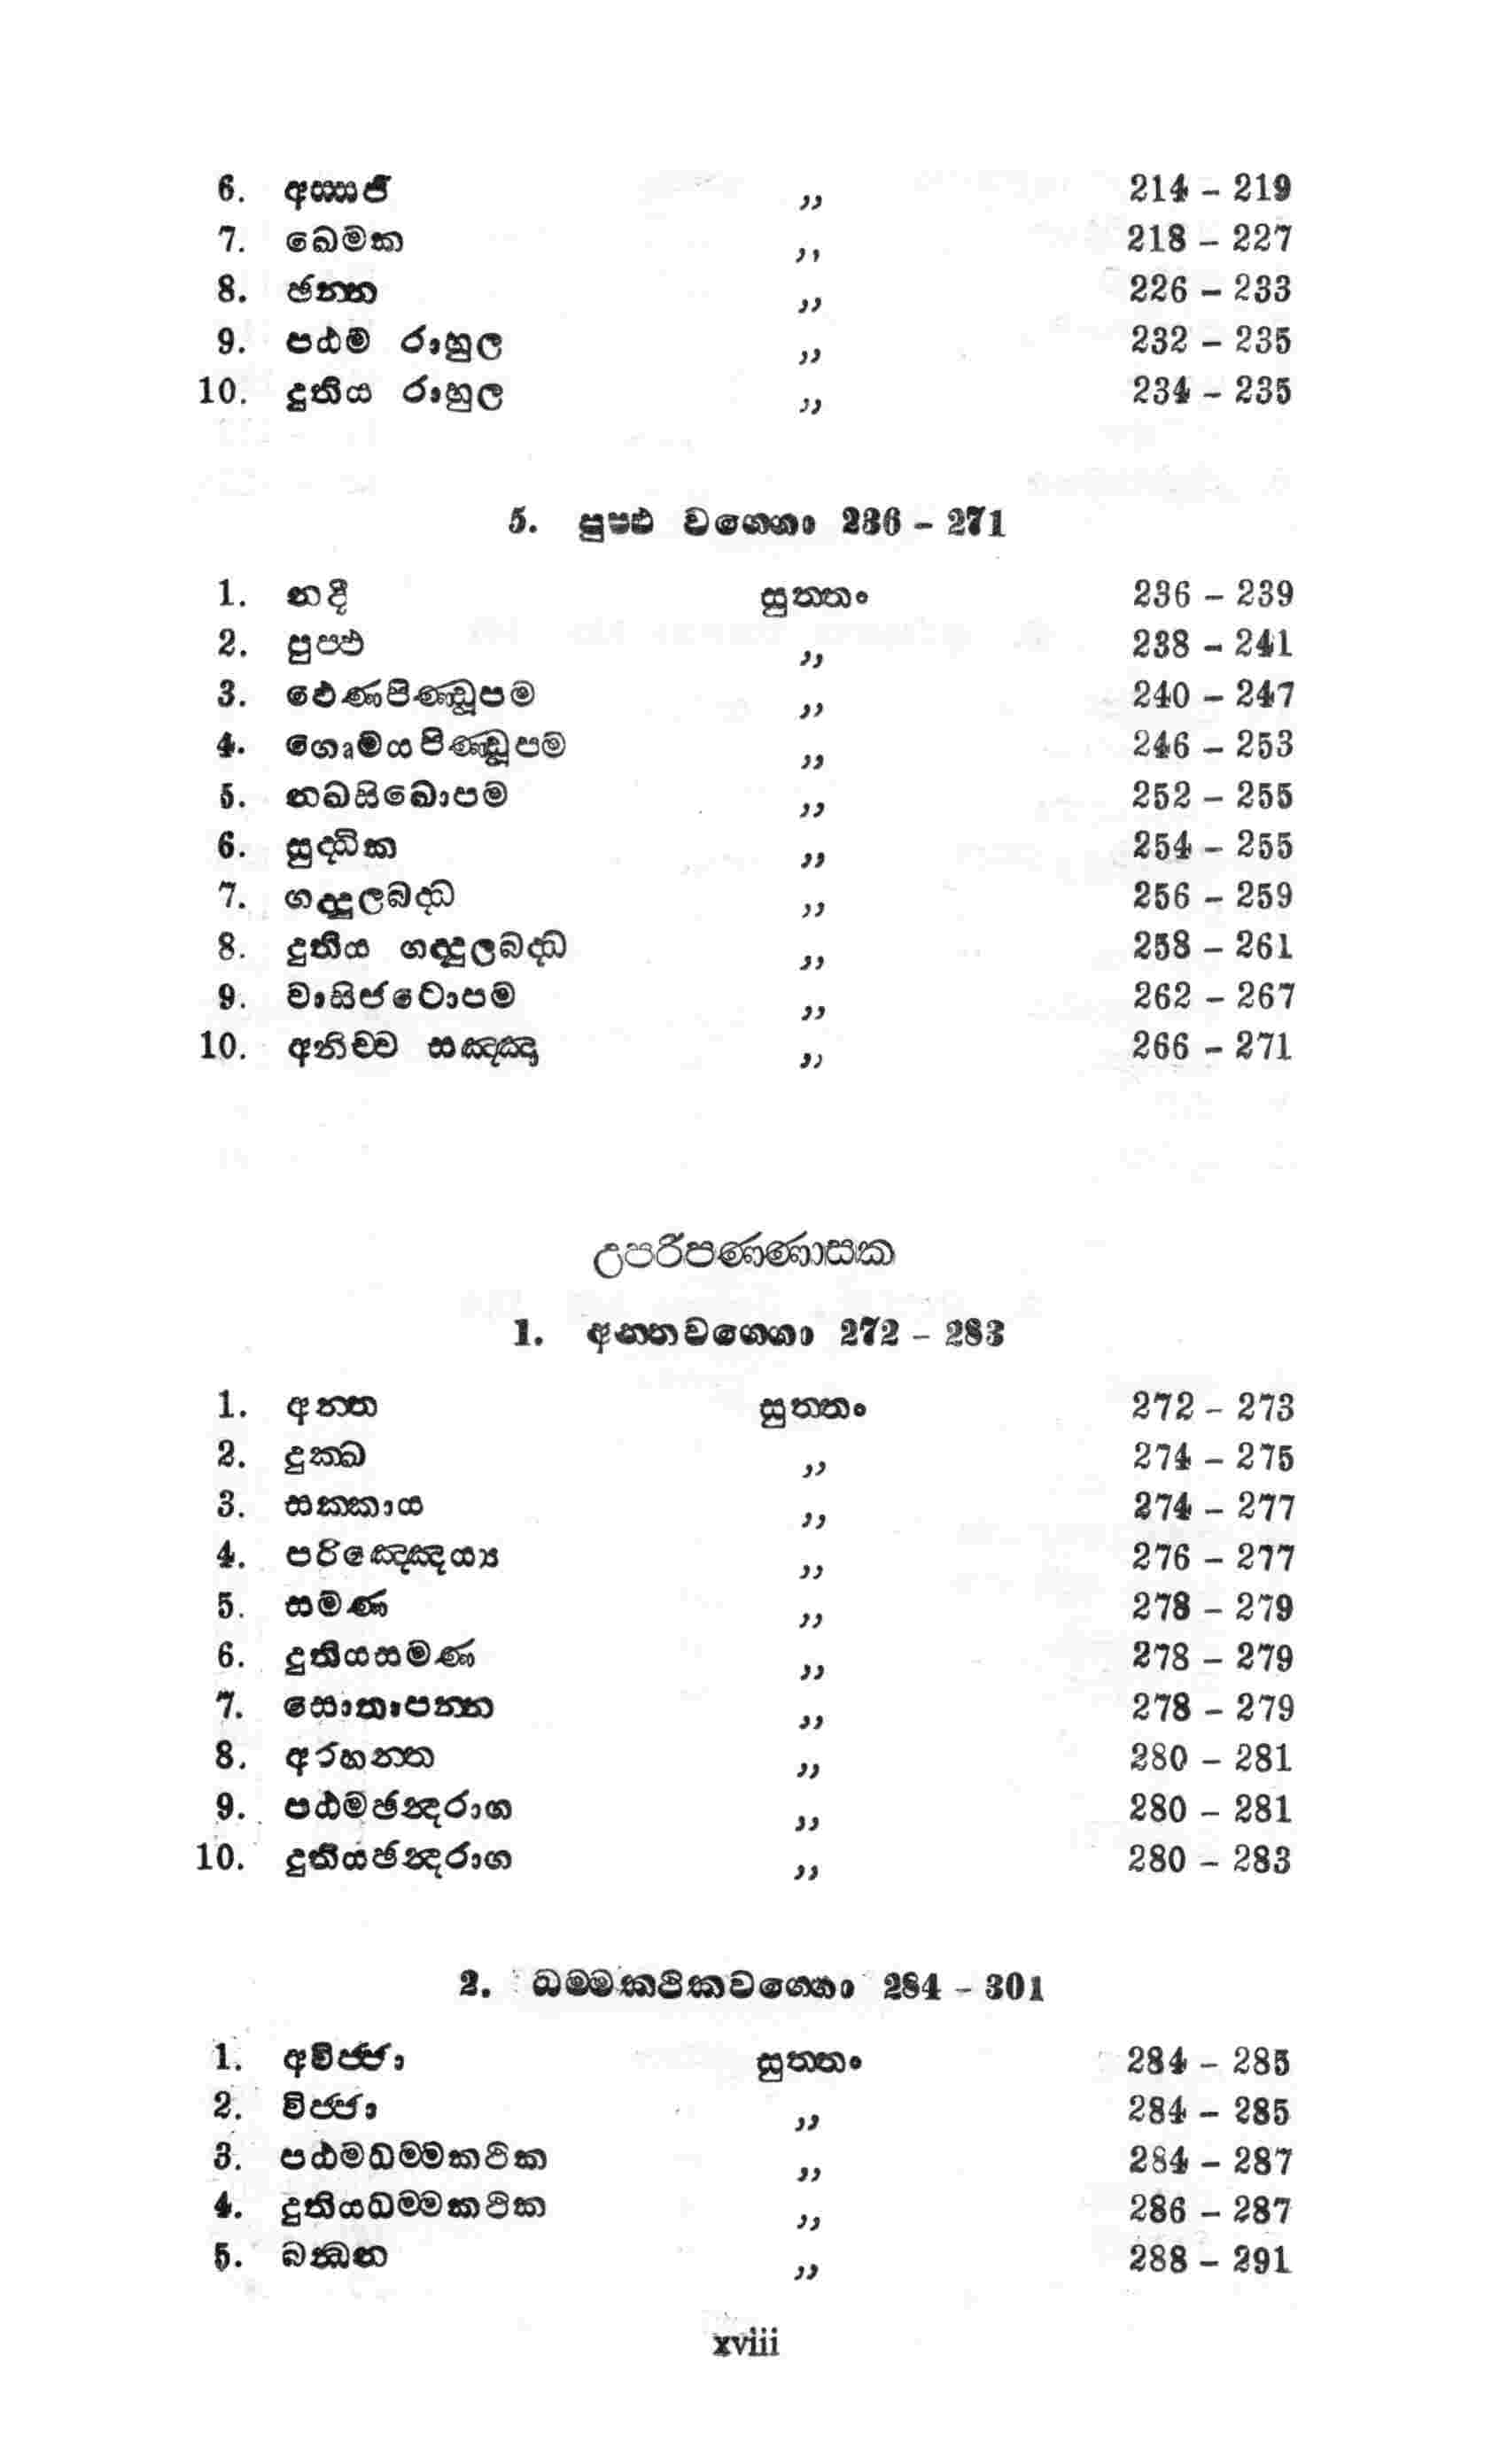 6. අස්සජි ,, 214 - 219
7. ඛෙමක ,, 218 - 227
8. ඡන්න ,, 226 - 233
9. පඨම රාහුල ,, 232 - 235
10. දුතිය රාහුල ,, 234 - 235
5. පුප්ඵ වග්ගො 236 - 271
1. නදී සුත්තං 236 - 239
2. පුප්ඵ ,, 238 - 241
3. ඵෙණපිණ්ඩූපම ,, 240 - 247
4. ගොමයපිණ්ඩූපම ,, 246 - 253
5. නඛසිඛොපම ,, 252 - 255
6. සුද්ධික ,, 254 - 255
7. ගද්දුලබද්ධ ,, 256 - 259
8. දුතිය ගද්දුලබද්ධ ,, 258 - 261
9. වාසිජටොපම ,, 262 - 267
10. අනිච්ච සඤ්ඤා ,, 266 - 271
උපරිපණ්ණාසක
1. අන්තවග්ගො 272 - 283
1. අන්ත සුත්තං 272 - 273
2. දුක්ඛ ,, 274 - 275
3. සක්කාය ,, 274 - 277
4. පරිඤ්ඤෙය්‍ය ,, 276 - 277
5. සමණ ,, 278 - 279
6. දුතියසමණ ,, 278 - 279
7. සොතාපන්න ,, 278 - 279
8. අරහන්ත ,, 280 - 281
9. පඨමඡන්දරාග ,, 280 - 281
10. දුතියඡන්දරාග ,, 280 - 283
2. ධම්මකථිකවග්ගො 284 - 301
1. අවිජ්ජා සුත්තං 284 - 285
2. විජ්ජා ,, 284 - 285
3. පඨමධම්මකථික ,, 284 - 287
4. දුතියධම්මකථික ,, 286 - 287
5. බන්ධන ,, 288 - 291
xviii